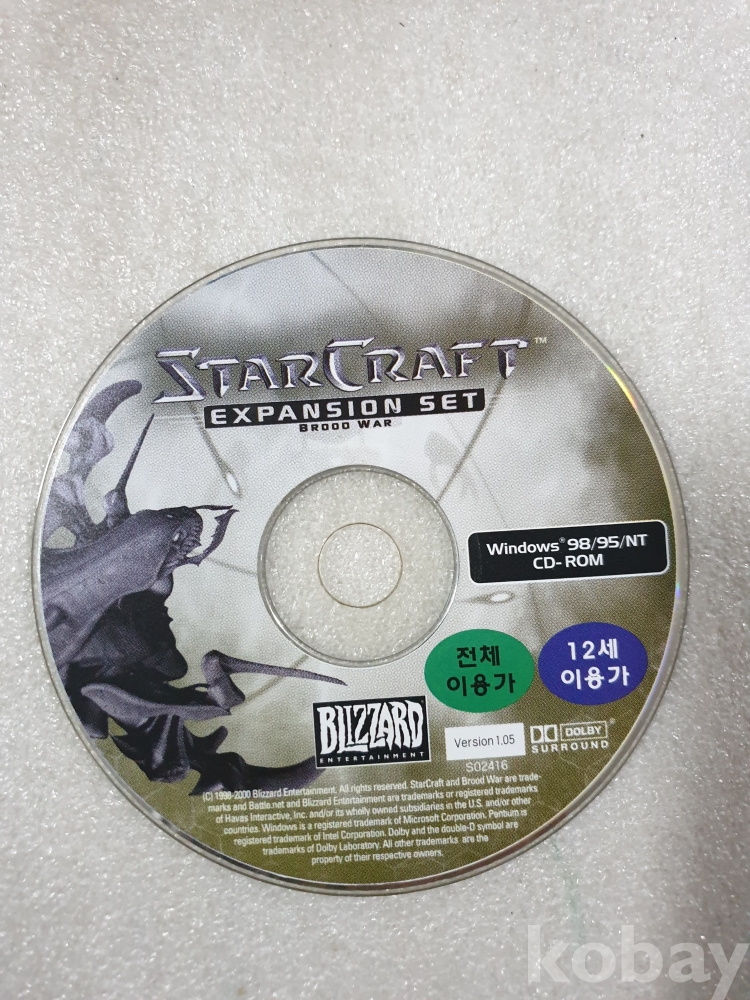 STARCRAFT™
EXPANSION SET
BROOD WAR
Windows® 98/95/NT
CD-ROM
전체
이용가
12세
이용가
BLIZZARD
ENTERTAINMENT
Version 1.05
DOLBY
SURROUND
S02416
(C) 1998-2000 Blizzard Entertainment. All rights reserved. StarCraft and Brood War are trade-
marks and Battle.net and Blizzard Entertainment are trademarks or registered trademarks
of Havas Interactive, Inc. and/or its wholly owned subsidiaries in the U.S. and/or other
countries. Windows is a registered trademark of Microsoft Corporation. Pentium is
registered trademark of Intel Corporation. Dolby and the double-D symbol are
trademarks of Dolby Laboratory. All other trademarks are the
property of their respective owners.
kobay